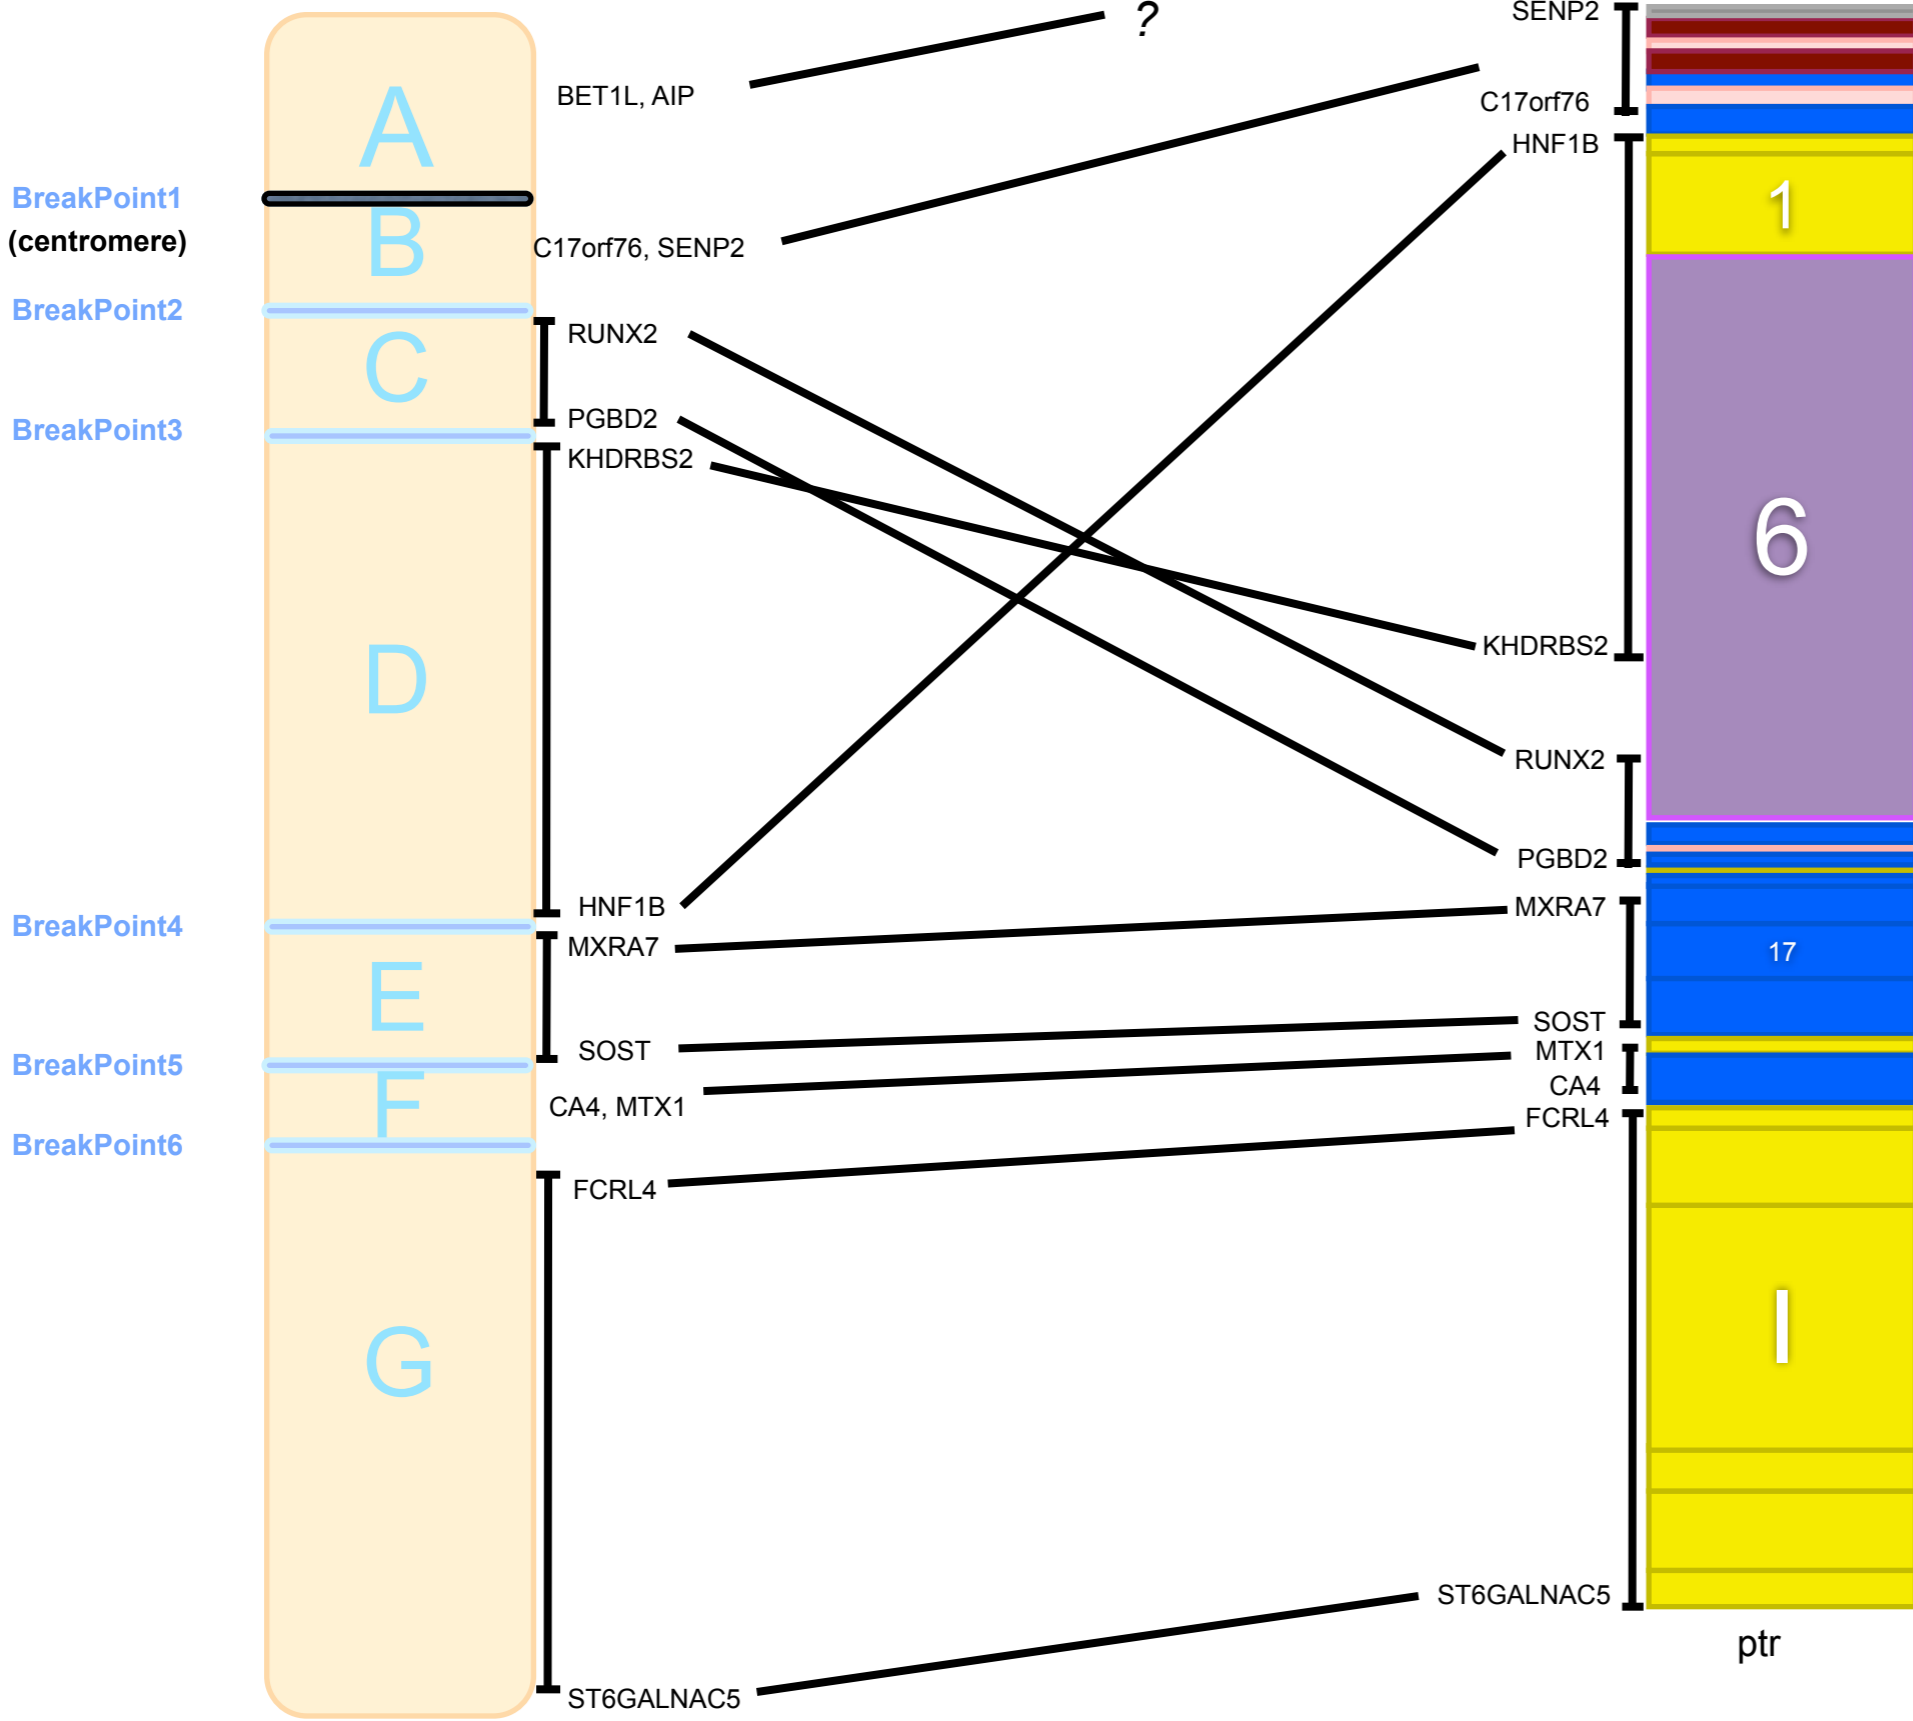 ?
SENP2
BET1L, AIP
A
C17orf76
HNF1B
BreakPoint1
1
(centromere)
B
C17orf76, SENP2
BreakPoint2
RUNX2
C
PGBD2
BreakPoint3
KHDRBS2
6
KHDRBS2
D
RUNX2
PGBD2
HNF1B
MXRA7
BreakPoint4
MXRA7
17
E
SOST
SOST
MTX1
BreakPoint5
CA4
F
CA4, MTX1
FCRL4
BreakPoint6
FCRL4
I
G
ST6GALNAC5
ptr
ST6GALNAC5